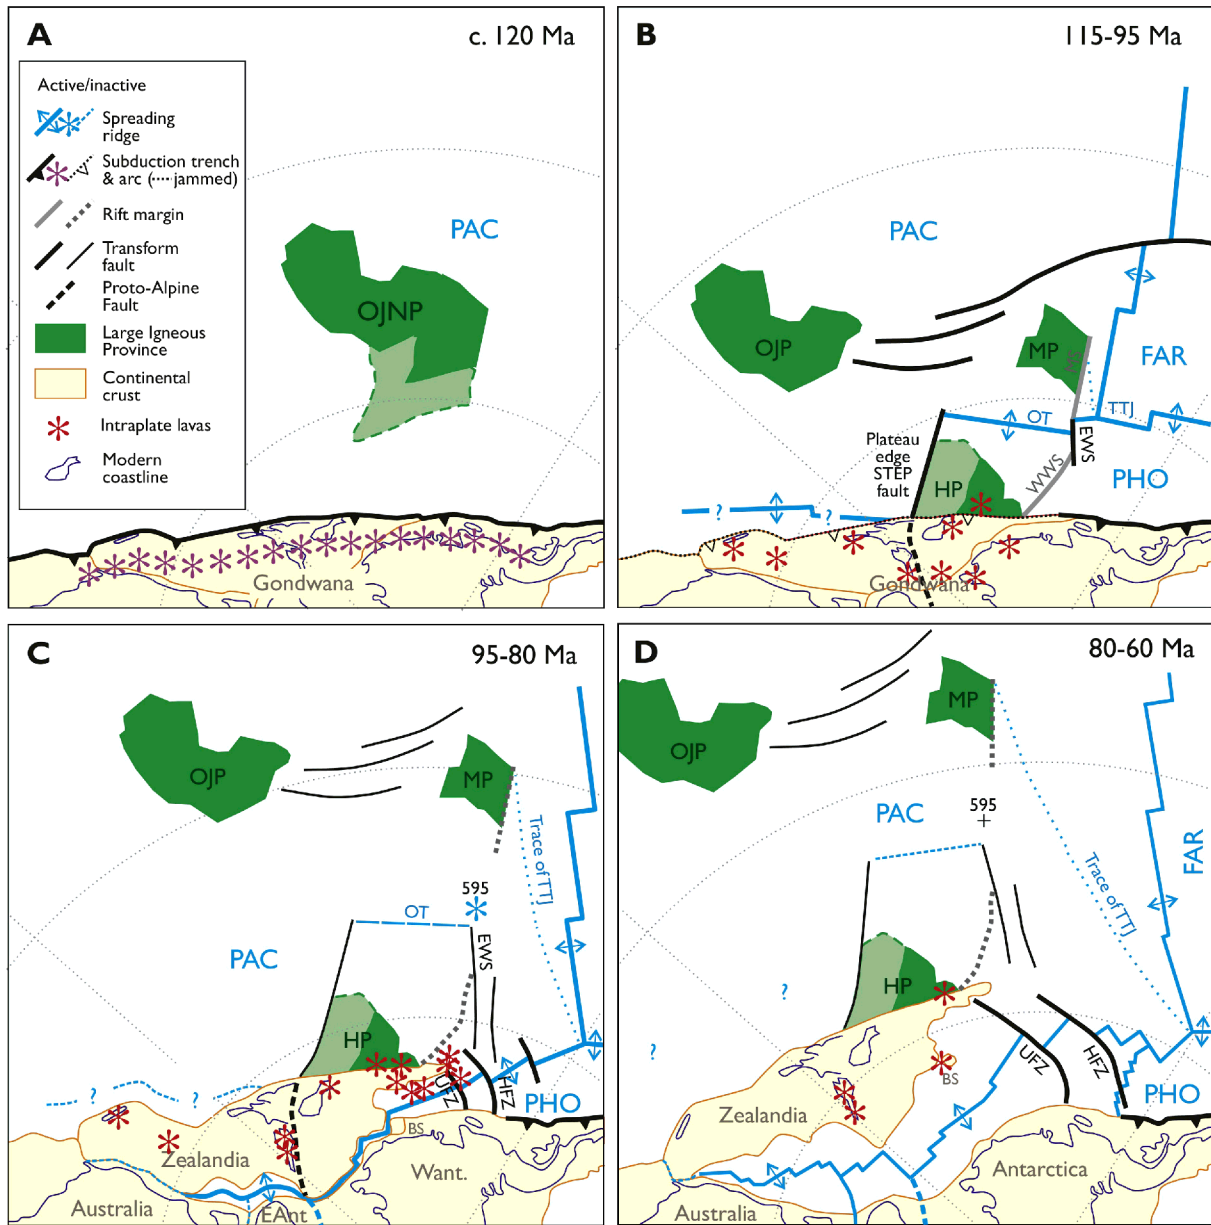 A
c. 120 Ma
Active/inactive
Spreading
ridge
Subduction trench
& arc (····jammed)
Rift margin
Transform
fault
Proto-Alpine
Fault
Large Igneous
Province
Continental
crust
Intraplate lavas
Modern
coastline
PAC
OJNP
Gondwana
B
115-95 Ma
PAC
OJP
MP
MS
FAR
OT
TTJ
EWS
Plateau
edge
STEP
fault
HP
WWS
PHO
?
?
Gondwana
C
95-80 Ma
OJP
MP
Trace of TTJ
595
OT
EWS
PAC
HP
?
?
UFZ
HFZ
PHO
BS
Zealandia
Want.
Australia
EAnt
D
80-60 Ma
MP
OJP
PAC
595
FAR
Trace of TTJ
?
HP
?
UFZ
HFZ
BS
PHO
Zealandia
Antarctica
Australia
EAnt